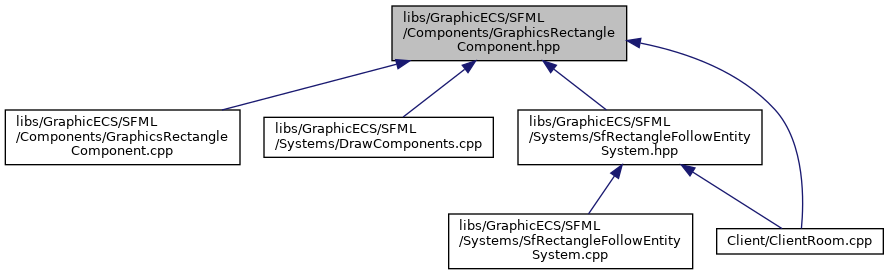 libs/GraphicECS/SFML
/Components/GraphicsRectangle
Component.hpp
libs/GraphicECS/SFML
/Components/GraphicsRectangle
Component.cpp
libs/GraphicECS/SFML
/Systems/DrawComponents.cpp
libs/GraphicECS/SFML
/Systems/SfRectangleFollowEntity
System.hpp
libs/GraphicECS/SFML
/Systems/SfRectangleFollowEntity
System.cpp
Client/ClientRoom.cpp